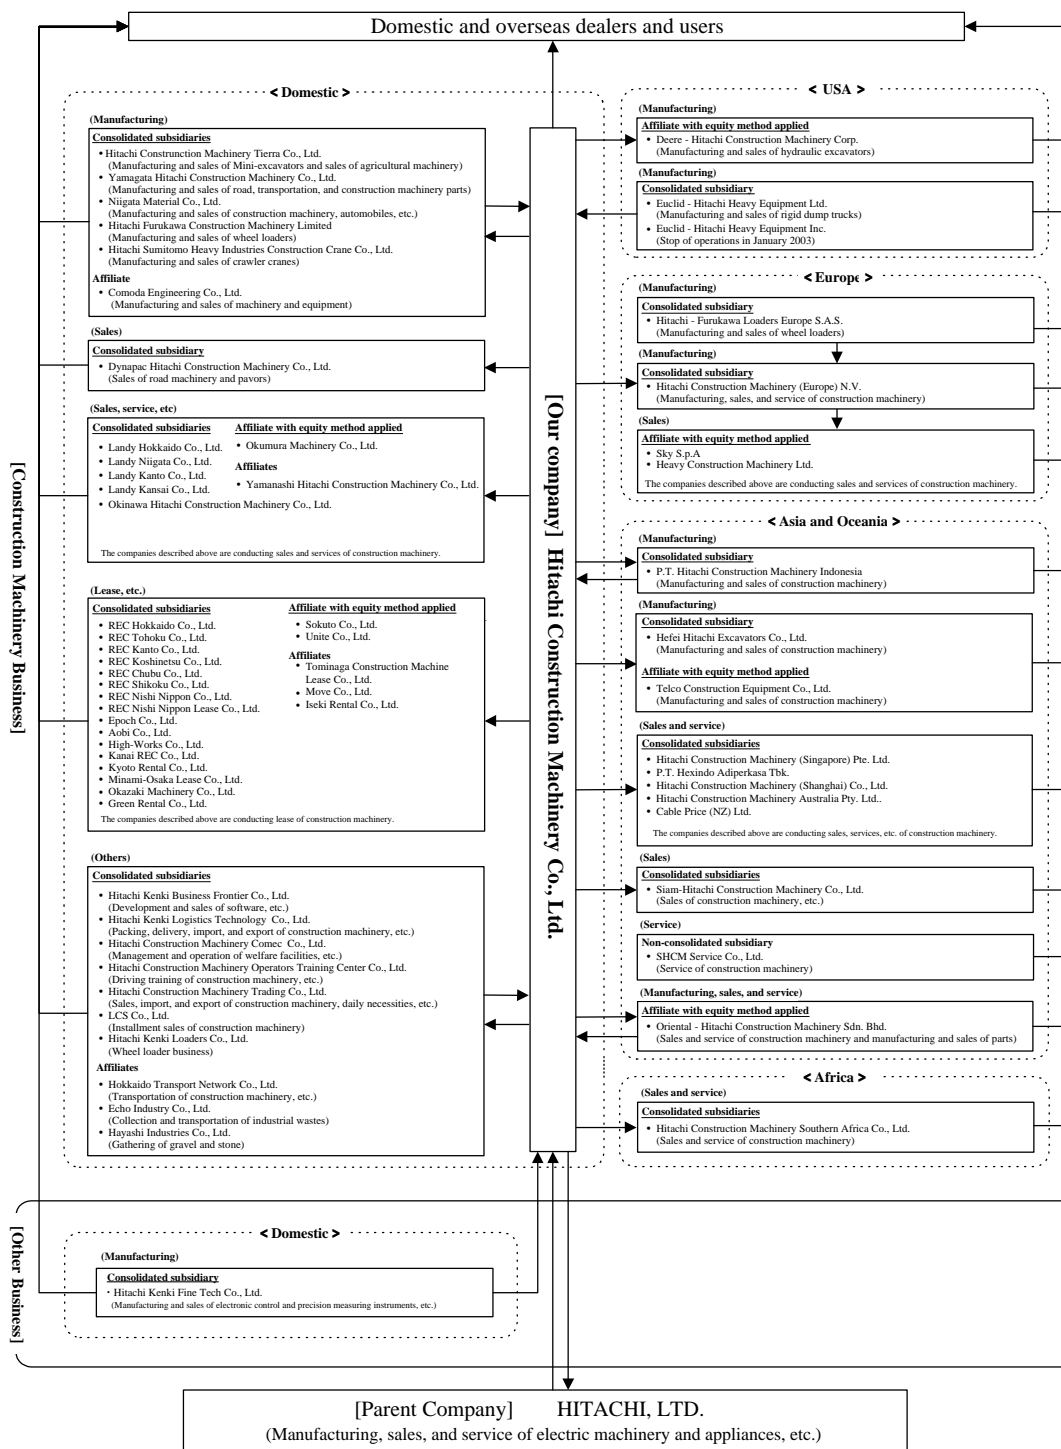 Domestic and overseas dealers and users
[Construction Machinery Business]
< Domestic >
(Manufacturing)
Consolidated subsidiaries
• Hitachi Construnction Machinery Tierra Co., Ltd.
(Manufacturing and sales of Mini-excavators and sales of agricultural machinery)
• Yamagata Hitachi Construction Machinery Co., Ltd.
(Manufacturing and sales of road, transportation, and construction machinery parts)
• Niigata Material Co., Ltd.
(Manufacturing and sales of construction machinery, automobiles, etc.)
• Hitachi Furukawa Construction Machinery Limited
(Manufacturing and sales of wheel loaders)
• Hitachi Sumitomo Heavy Industries Construction Crane Co., Ltd.
(Manufacturing and sales of crawler cranes)
Affiliate
• Comoda Engineering Co., Ltd.
(Manufacturing and sales of machinery and equipment)
(Sales)
Consolidated subsidiary
• Dynapac Hitachi Construction Machinery Co., Ltd.
(Sales of road machinery and pavors)
(Sales, service, etc)
Consolidated subsidiaries
• Landy Hokkaido Co., Ltd.
• Landy Niigata Co., Ltd.
• Landy Kanto Co., Ltd.
• Landy Kansai Co., Ltd.
• Okinawa Hitachi Construction Machinery Co., Ltd.
Affiliate with equity method applied
• Okumura Machinery Co., Ltd.
Affiliates
• Yamanashi Hitachi Construction Machinery Co., Ltd.
The companies described above are conducting sales and services of construction machinery.
(Lease, etc.)
Consolidated subsidiaries
• REC Hokkaido Co., Ltd.
• REC Tohoku Co., Ltd.
• REC Kanto Co., Ltd.
• REC Koshinetsu Co., Ltd.
• REC Chubu Co., Ltd.
• REC Shikoku Co., Ltd.
• REC Nishi Nippon Co., Ltd.
• REC Nishi Nippon Lease Co., Ltd.
• Epoch Co., Ltd.
• Aobi Co., Ltd.
• High-Works Co., Ltd.
• Kanai REC Co., Ltd.
• Kyoto Rental Co., Ltd.
• Minami-Osaka Lease Co., Ltd.
• Okazaki Machinery Co., Ltd.
• Green Rental Co., Ltd.
Affiliate with equity method applied
• Sokuto Co., Ltd.
• Unite Co., Ltd.
Affiliates
• Tominaga Construction Machine
Lease Co., Ltd.
• Move Co., Ltd.
• Iseki Rental Co., Ltd.
The companies described above are conducting lease of construction machinery.
(Others)
Consolidated subsidiaries
• Hitachi Kenki Business Frontier Co., Ltd.
(Development and sales of software, etc.)
• Hitachi Kenki Logistics Technology Co., Ltd.
(Packing, delivery, import, and export of construction machinery, etc.)
• Hitachi Construction Machinery Comec Co., Ltd.
(Management and operation of welfare facilities, etc.)
• Hitachi Construction Machinery Operators Training Center Co., Ltd.
(Driving training of construction machinery, etc.)
• Hitachi Construction Machinery Trading Co., Ltd.
(Sales, import, and export of construction machinery, daily necessities, etc.)
• LCS Co., Ltd.
(Installment sales of construction machinery)
• Hitachi Kenki Loaders Co., Ltd.
(Wheel loader business)
Affiliates
• Hokkaido Transport Network Co., Ltd.
(Transportation of construction machinery, etc.)
• Echo Industry Co., Ltd.
(Collection and transportation of industrial wastes)
• Hayashi Industries Co., Ltd.
(Gathering of gravel and stone)
[Our company] Hitachi Construction Machinery Co., Ltd.
< USA >
(Manufacturing)
Affiliate with equity method applied
• Deere - Hitachi Construction Machinery Corp.
(Manufacturing and sales of hydraulic excavators)
(Manufacturing)
Consolidated subsidiary
• Euclid - Hitachi Heavy Equipment Ltd.
(Manufacturing and sales of rigid dump trucks)
• Euclid - Hitachi Heavy Equipment Inc.
(Stop of operations in January 2003)
< Europe >
(Manufacturing)
Consolidated subsidiary
• Hitachi - Furukawa Loaders Europe S.A.S.
(Manufacturing and sales of wheel loaders)
(Manufacturing)
Consolidated subsidiary
• Hitachi Construction Machinery (Europe) N.V.
(Manufacturing, sales, and service of construction machinery)
(Sales)
Affiliate with equity method applied
• Sky S.p.A
• Heavy Construction Machinery Ltd.
The companies described above are conducting sales and services of construction machinery.
< Asia and Oceania >
(Manufacturing)
Consolidated subsidiary
• P.T. Hitachi Construction Machinery Indonesia
(Manufacturing and sales of construction machinery)
(Manufacturing)
Consolidated subsidiary
• Hefei Hitachi Excavators Co., Ltd.
(Manufacturing and sales of construction machinery)
Affiliate with equity method applied
• Telco Construction Equipment Co., Ltd.
(Manufacturing and sales of construction machinery)
(Sales and service)
Consolidated subsidiaries
• Hitachi Construction Machinery (Singapore) Pte. Ltd.
• P.T. Hexindo Adiperkasa Tbk.
• Hitachi Construction Machinery (Shanghai) Co., Ltd.
• Hitachi Construction Machinery Australia Pty. Ltd..
• Cable Price (NZ) Ltd.
The companies described above are conducting sales, services, etc. of construction machinery.
(Sales)
Consolidated subsidiaries
• Siam-Hitachi Construction Machinery Co., Ltd.
(Sales of construction machinery, etc.)
(Service)
Non-consolidated subsidiary
• SHCM Service Co., Ltd.
(Service of construction machinery)
(Manufacturing, sales, and service)
Affiliate with equity method applied
• Oriental - Hitachi Construction Machinery Sdn. Bhd.
(Sales and service of construction machinery and manufacturing and sales of parts)
< Africa >
(Sales and service)
Consolidated subsidiaries
• Hitachi Construction Machinery Southern Africa Co., Ltd.
(Sales and service of construction machinery)
[Other Business]
< Domestic >
(Manufacturing)
Consolidated subsidiary
・Hitachi Kenki Fine Tech Co., Ltd.
(Manufacturing and sales of electronic control and precision measuring instruments, etc.)
[Parent Company] HITACHI, LTD.
(Manufacturing, sales, and service of electric machinery and appliances, etc.)